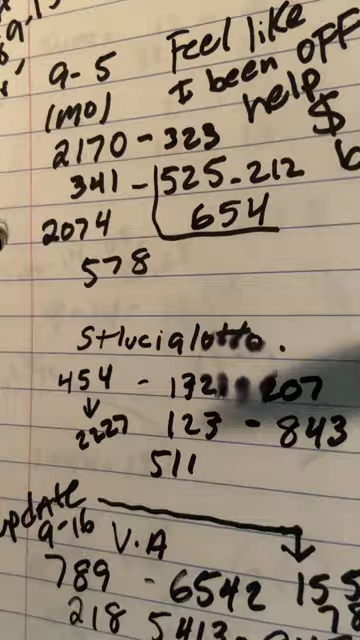 9-5
Feel like
I been OFF
(mo)
help
$
2170 - 323
341 - 525-212
2074 654
578
Stlucialotto.
454 - 207
↓
2227 123 - 843
511
update
9-16 V.A
789 - 6542 155
218 5413